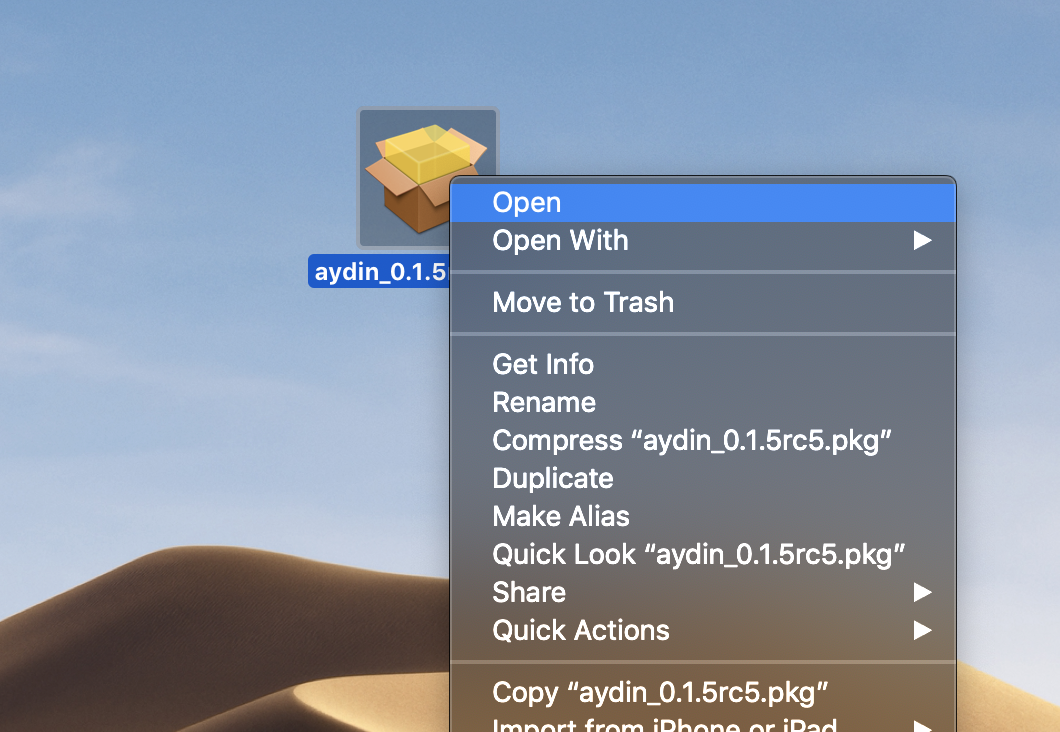 aydin_0.1.5
Open
Open With
Move to Trash
Get Info
Rename
Compress “aydin_0.1.5rc5.pkg”
Duplicate
Make Alias
Quick Look “aydin_0.1.5rc5.pkg”
Share
Quick Actions
Copy “aydin_0.1.5rc5.pkg”
Import from iPhone or iPad